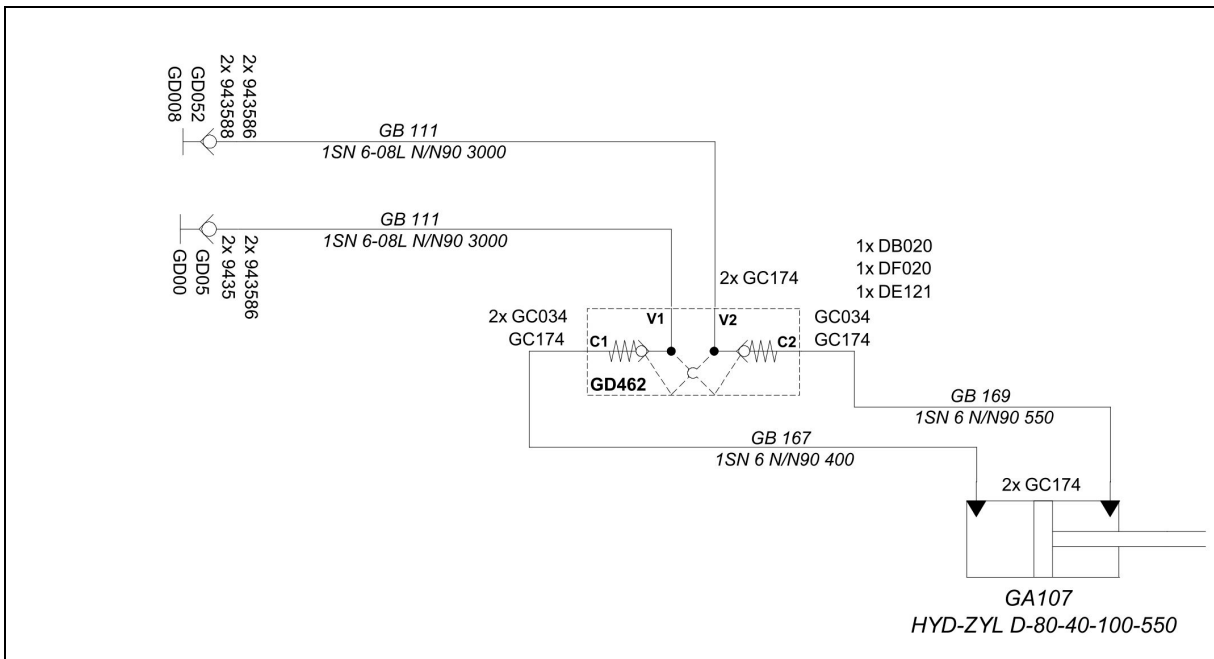 2x 943586
2x 943588
GD052
GD008
GB 111
1SN 6-08L N/N90 3000
GB 111
1SN 6-08L N/N90 3000
2x 943586
2x 9435
GD05
GD00
1x DB020
1x DF020
1x DE121
2x GC174
2x GC034
GC174
V1
V2
GC034
GC174
C1
C2
GD462
GB 169
1SN 6 N/N90 550
GB 167
1SN 6 N/N90 400
2x GC174
GA107
HYD-ZYL D-80-40-100-550